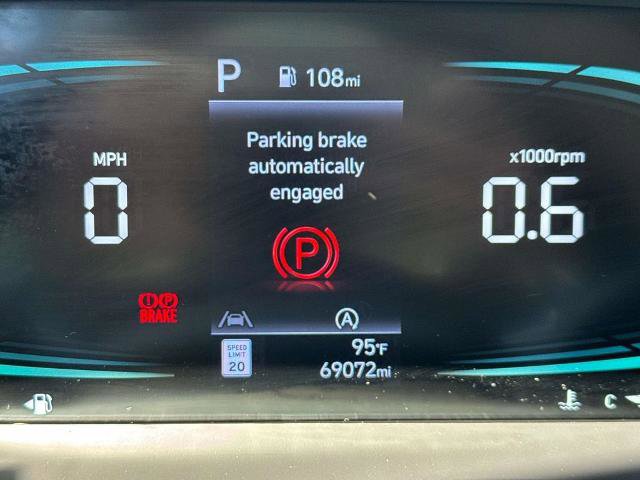 P 108mi
Parking brake
automatically
engaged
MPH
0
x1000rpm
0.6
P
P
BRAKE
A
SPEED
LIMIT
20
95°F
69072mi
C